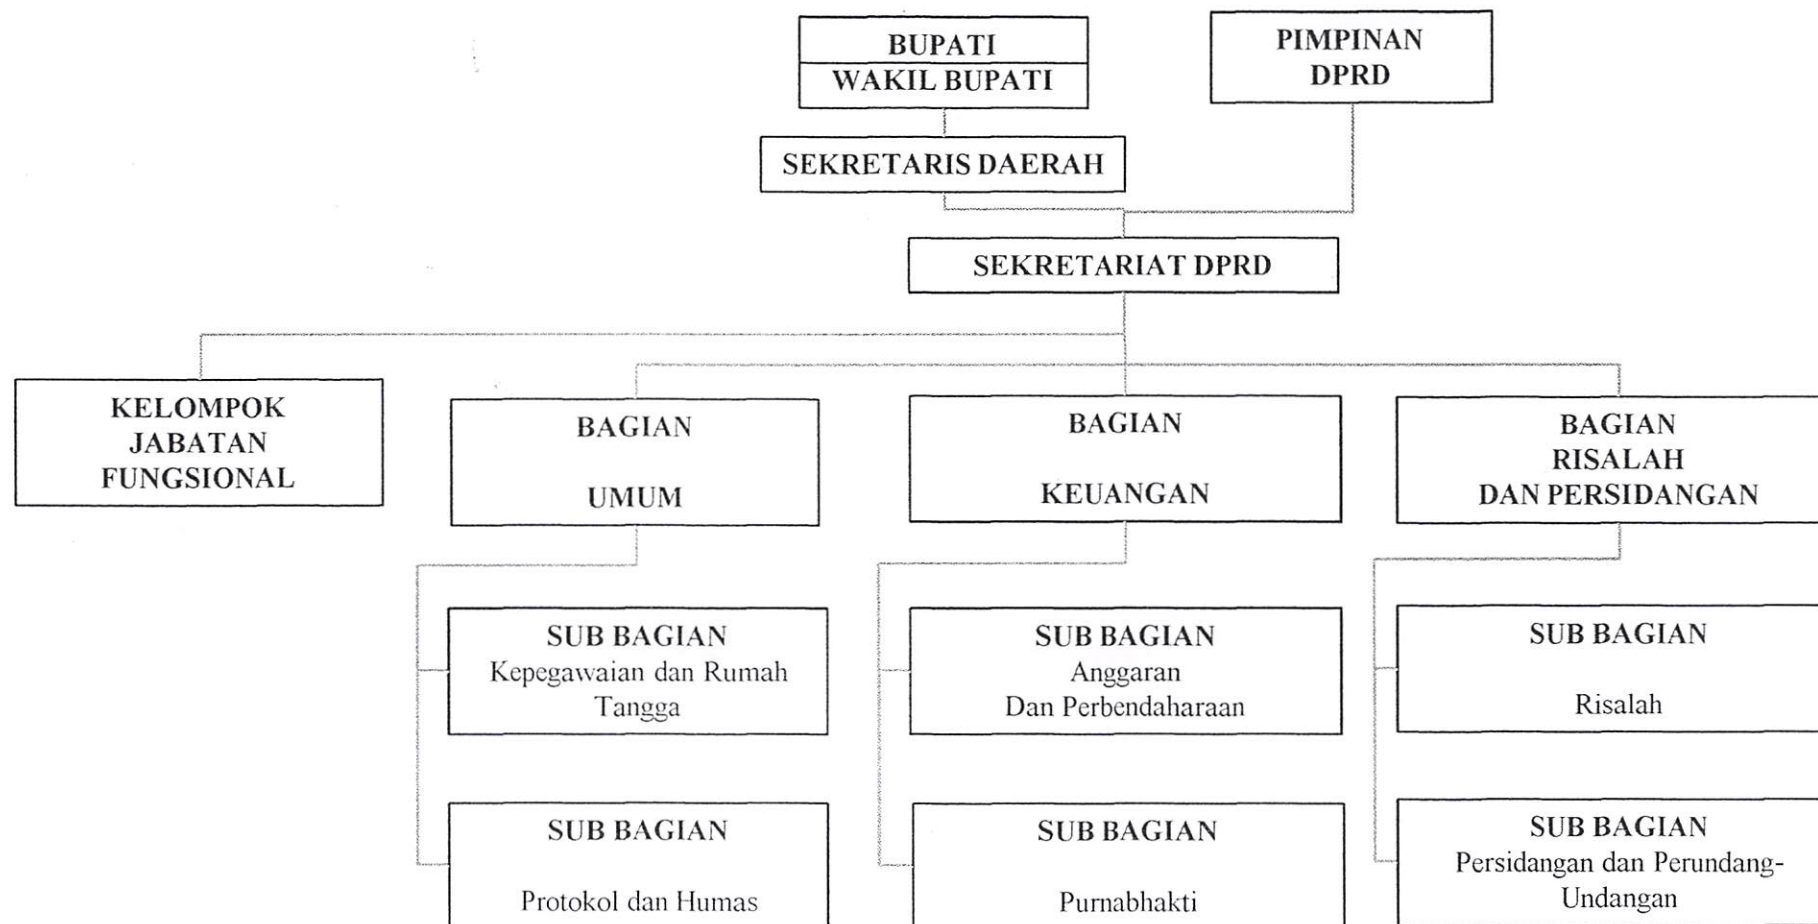 BUPATI
WAKIL BUPATI
PIMPINAN
DPRD
SEKRETARIS DAERAH
SEKRETARIAT DPRD
KELOMPOK
JABATAN
FUNGSIONAL
BAGIAN
UMUM
BAGIAN
KEUANGAN
BAGIAN
RISALAH
DAN PERSIDANGAN
SUB BAGIAN
Kepegawaian dan Rumah
Tangga
SUB BAGIAN
Anggaran
Dan Perbendaharaan
SUB BAGIAN
Risalah
SUB BAGIAN
Protokol dan Humas
SUB BAGIAN
Purnabhakti
SUB BAGIAN
Persidangan dan Perundang-
Undangan